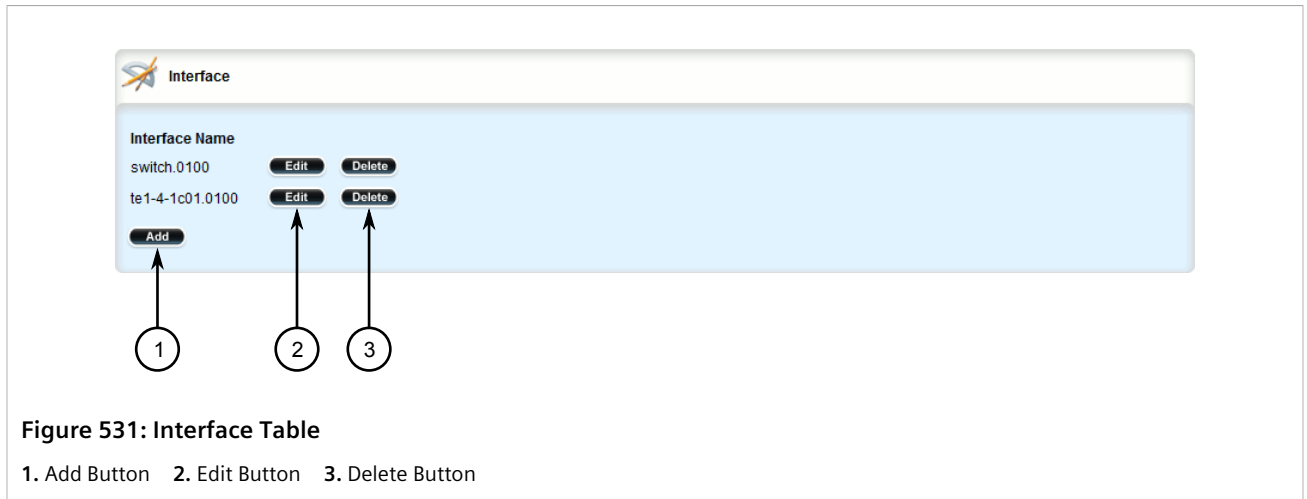 Interface
Interface Name
switch.0100 Edit Delete
te1-4-1c01.0100 Edit Delete
Add
1 2 3
Figure 531: Interface Table
1. Add Button 2. Edit Button 3. Delete Button